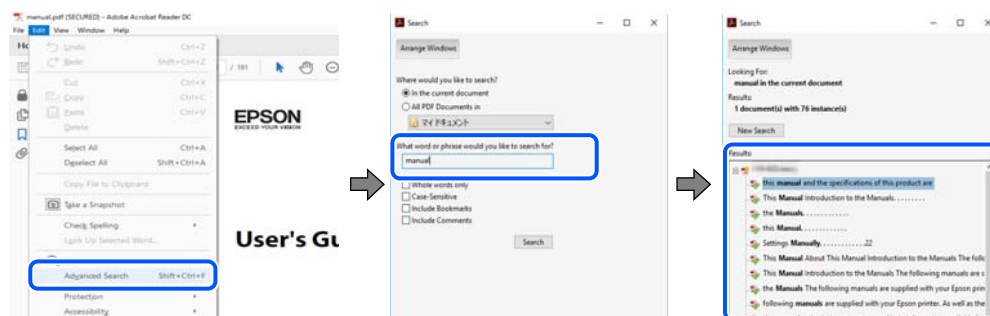 manual.pdf (SECURED) - Adobe Acrobat Reader DC
File Edit View Window Help
Undo Ctrl+Z
Redo Shift+Ctrl+Z
Cut Ctrl+X
Copy Ctrl+C
Paste Ctrl+V
Delete
Select All Ctrl+A
Deselect All Shift+Ctrl+A
Copy File to Clipboard
Take a Snapshot
Check Spelling
Look Up Selected Word...
Advanced Search Shift+Ctrl+F
Protection
Accessibility
/ 181
EPSON
EXCEED YOUR VISION
User's Gu
Search
Arrange Windows
Where would you like to search?
In the current document
All PDF Documents in
マイ ドキュメント
What word or phrase would you like to search for?
manual
Whole words only
Case-Sensitive
Include Bookmarks
Include Comments
Search
Search
Arrange Windows
Looking For:
manual in the current document
Results:
1 document(s) with 76 instance(s)
New Search
Results
this manual and the specifications of this product are
This Manual Introduction to the Manuals. . . . . . . . .
the Manuals. . . . . . . . . . . .
this Manual. . . . . . . . . . . .
Settings Manually. . . . . . . . . . . . 22
This Manual About This Manual Introduction to the Manuals The follo
This Manual Introduction to the Manuals The following manuals are s
the Manuals The following manuals are supplied with your Epson prin
following manuals are supplied with your Epson printer. As well as the